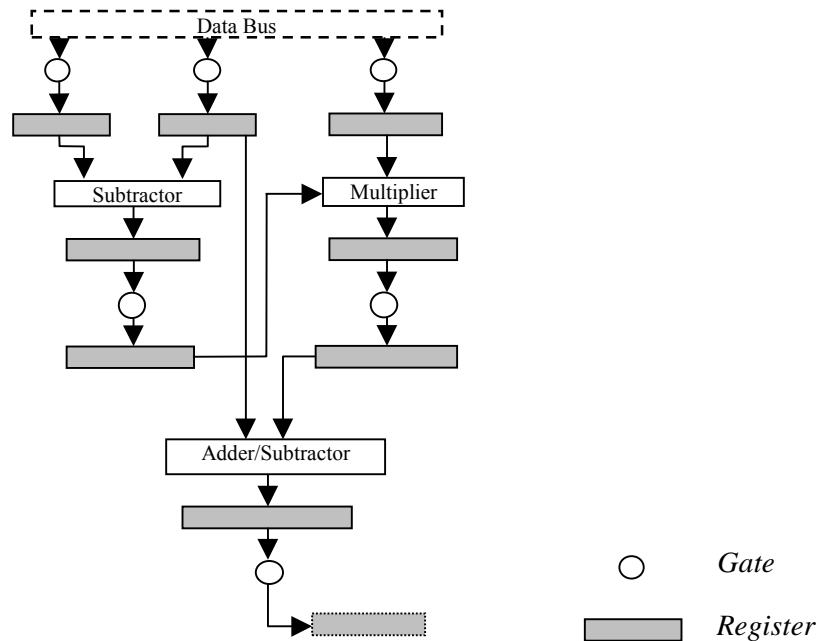 Data Bus
Subtractor
Multiplier
Adder/Subtractor
Gate
Register